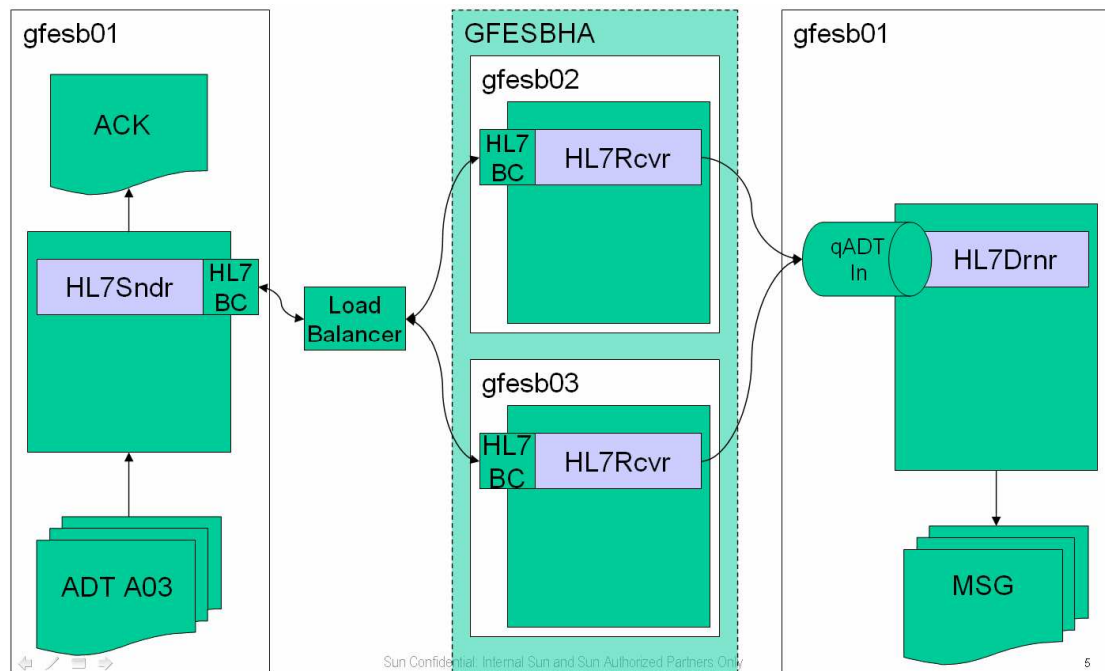 gfesb01
ACK
HL7Sndr
HL7
BC
ADT A03
Load
Balancer
GFESBHA
gfesb02
HL7
BC
HL7Rcvr
gfesb03
HL7
BC
HL7Rcvr
gfesb01
qADT
In
HL7Drnr
MSG
Sun Confidential: Internal Sun and Sun Authorized Partners Only
5